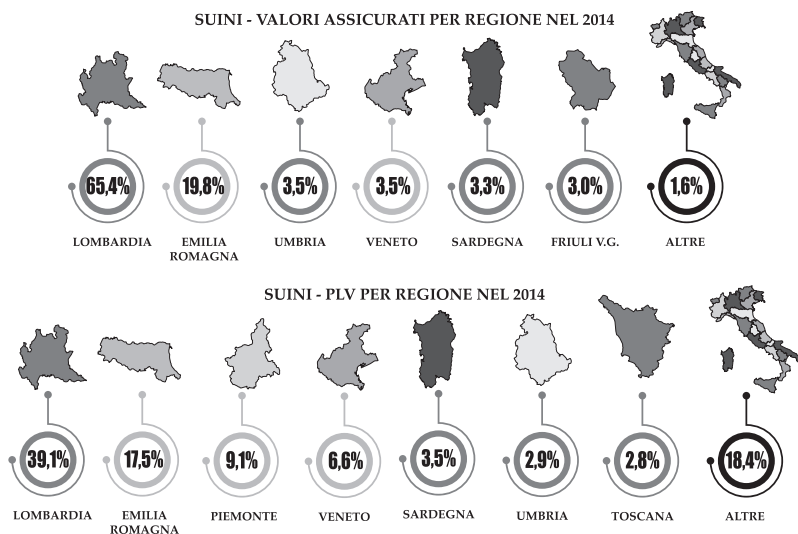 SUINI - VALORI ASSICURATI PER REGIONE NEL 2014
65,4% 19,8% 3,5% 3,5% 3,3% 3,0% 1,6%
LOMBARDIA EMILIA UMBRIA VENETO SARDEGNA FRIULI V.G. ALTRE
ROMAGNA
SUINI - PLV PER REGIONE NEL 2014
39,1% 17,5% 9,1% 6,6% 3,5% 2,9% 2,8% 18,4%
LOMBARDIA EMILIA PIEMONTE VENETO SARDEGNA UMBRIA TOSCANA ALTRE
ROMAGNA